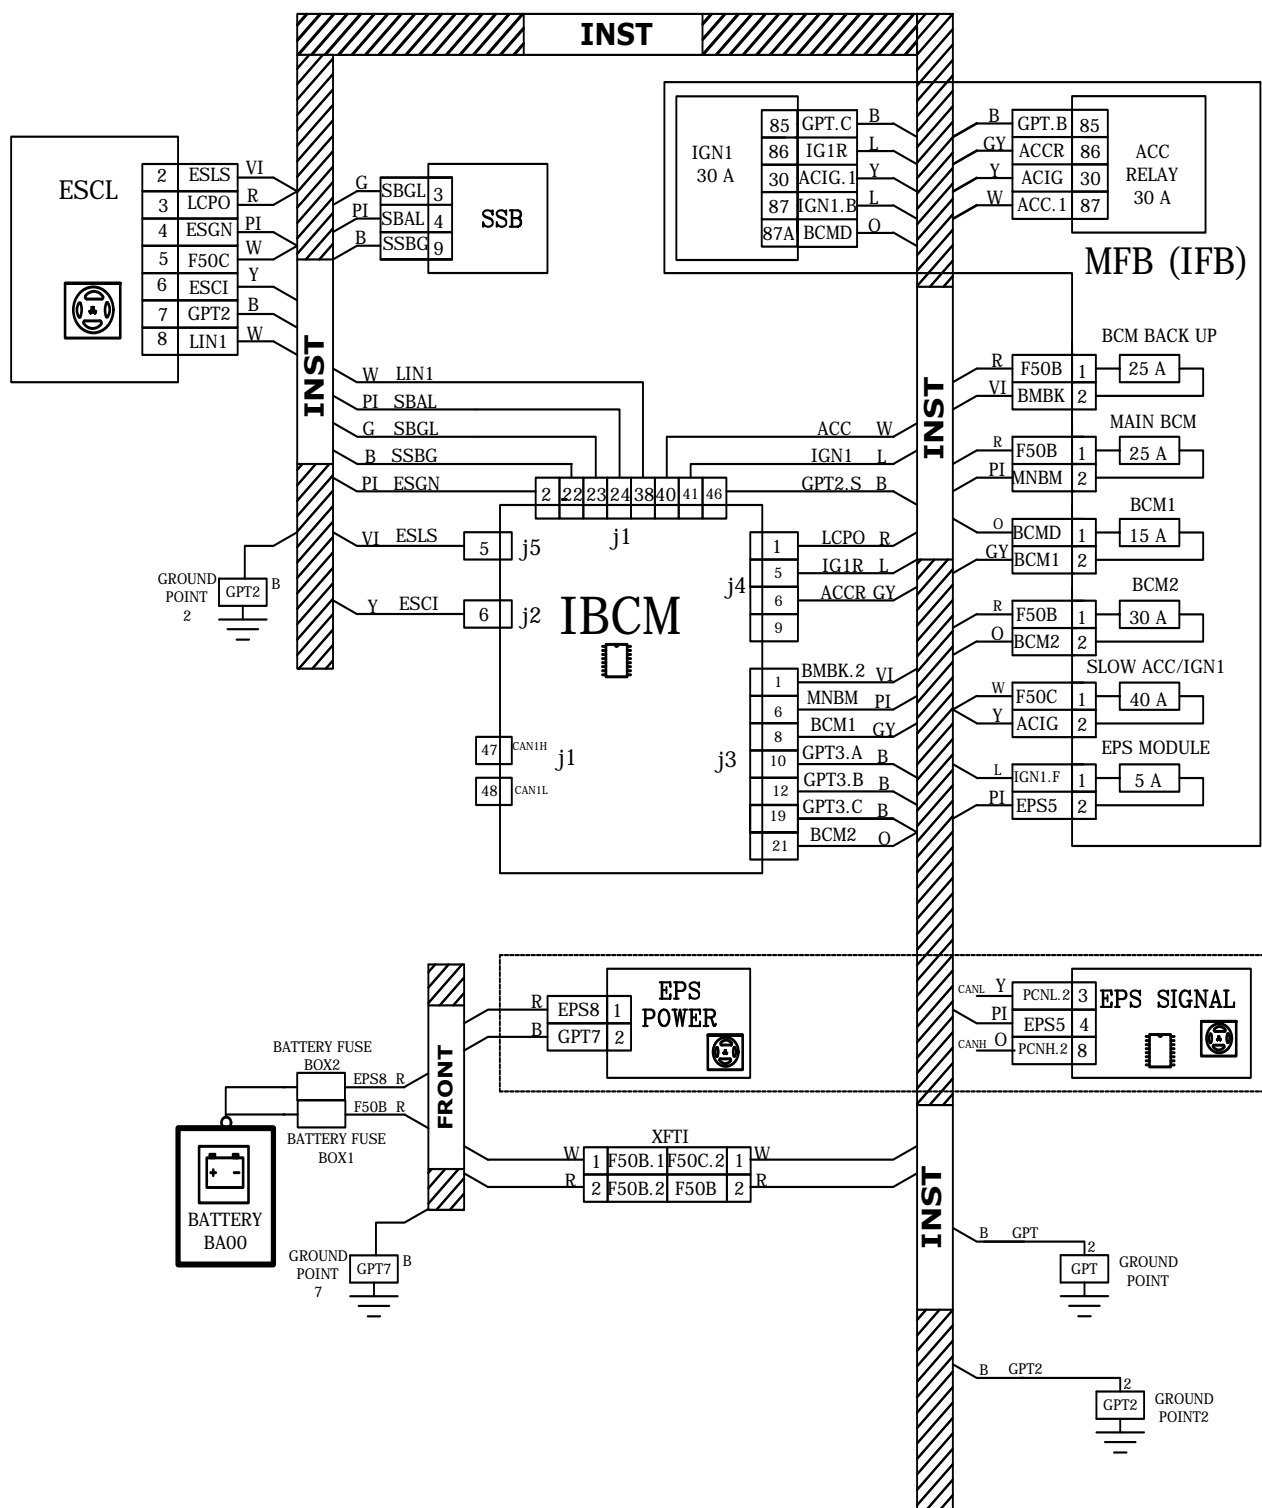 INST
ESCL
2 ESLS VI
3 LCPO R
4 ESGN PI
5 F50C W
6 ESCI Y
7 GPT2 B
8 LIN1 W
G SBGL 3
PI SBAL 4
B SSBG 9
SSB
IGN1
30 A
85 GPT.C B
86 IG1R L
30 ACIG.1 Y
87 IGN1.B L
87A BCMD O
B GPT.B 85
GY ACCR 86
Y ACIG 30
W ACC.1 87
ACC
RELAY
30 A
MFB (IFB)
INST
INST
W LIN1
PI SBAL
G SBGL
B SSBG
PI ESGN
VI ESLS
Y ESCI
ACC W
IGN1 L
GPT2.S B
2 22 23 24 38 40 41 46
j1
5 j5
6 j2
IBCM
j4
1 LCPO R
5 IG1R L
6 ACCR GY
9
j3
1 BMBK.2 VI
6 MNBM PI
8 BCM1 GY
10 GPT3.A B
12 GPT3.B B
19 GPT3.C B
21 BCM2 O
47 CAN1H
48 CAN1L
j1
GROUND
POINT
2
GPT2 B
BCM BACK UP
R F50B 1 25 A
VI BMBK 2
MAIN BCM
R F50B 1 25 A
PI MNBM 2
BCM1
O BCMD 1 15 A
GY BCM1 2
BCM2
R F50B 1 30 A
O BCM2 2
SLOW ACC/IGN1
W F50C 1 40 A
Y ACIG 2
EPS MODULE
L IGN1.F 1 5 A
PI EPS5 2
R EPS8 1
B GPT7 2
EPS
POWER
CANL Y PCNL.2 3
PI EPS5 4
CANH O PCNH.2 8
EPS SIGNAL
FRONT
BATTERY FUSE
BOX2
EPS8 R
F50B R
BATTERY FUSE
BOX1
+ -
BATTERY
BA00
GROUND
POINT
7
GPT7 B
XFTI
W 1 F50B.1 F50C.2 1 W
R 2 F50B.2 F50B 2 R
INST
B GPT
2
GPT
GROUND
POINT
B GPT2
2
GPT2
GROUND
POINT2